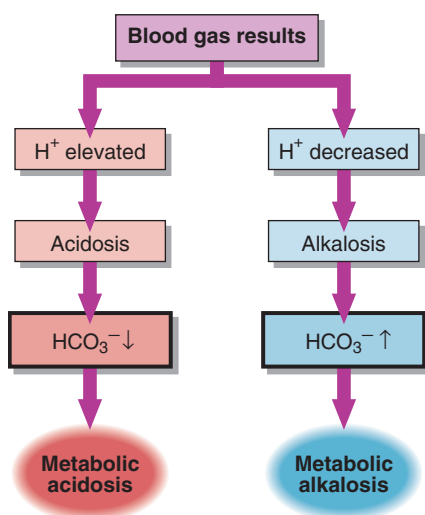 Blood gas results
H⁺ elevated
H⁺ decreased
Acidosis
Alkalosis
HCO₃⁻ ↓
HCO₃⁻ ↑
Metabolic
acidosis
Metabolic
alkalosis